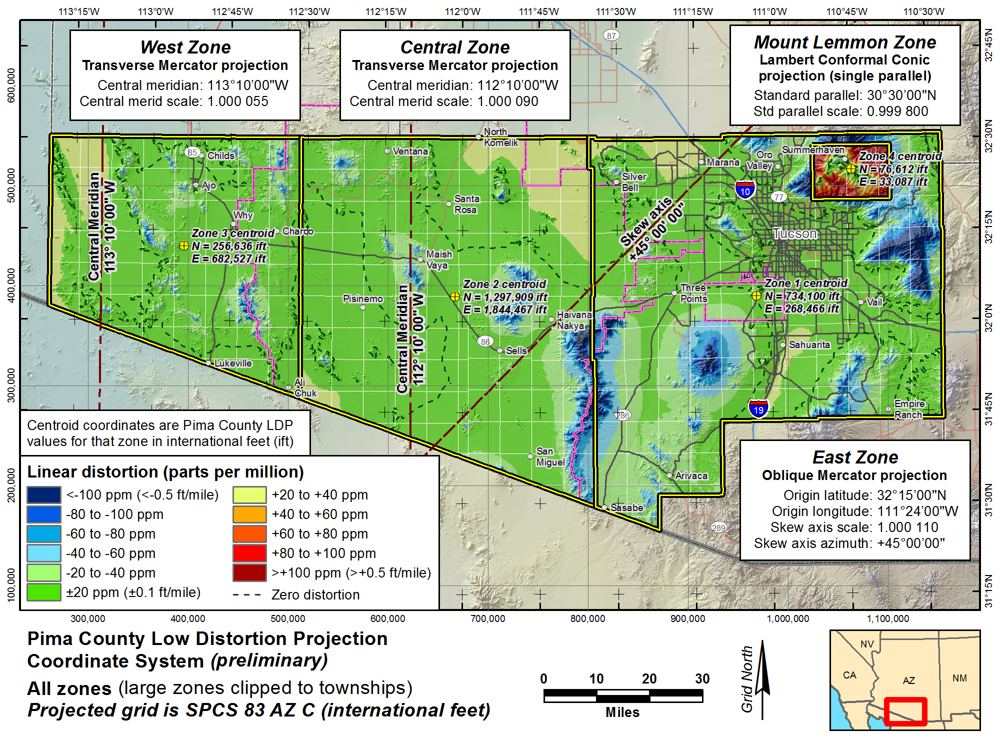 113°15'W 113°0'W 112°45'W 112°30'W 112°15'W 112°0'W 111°45'W 111°30'W 111°15'W 111°0'W 110°45'W 110°30'W
West Zone
Transverse Mercator projection
Central meridian: 113°10’00"W
Central merid scale: 1.000 055
Central Zone
Transverse Mercator projection
Central meridian: 112°10’00"W
Central merid scale: 1.000 090
Mount Lemmon Zone
Lambert Conformal Conic
projection (single parallel)
Standard parallel: 30°30’00"N
Std parallel scale: 0.999 800
87
600,000
500,000
400,000
300,000
200,000
100,000
32°45'N
32°30'N
32°15'N
32°0'N
31°45'N
31°30'N
31°15'N
North
Komelik
Ventana
85
Childs
Ajo
Why
Charco
Zone 3 centroid
N = 256,636 ift
E = 682,527 ift
Central Meridian
113° 10' 00" W
Lukeville
Ali
Chuk
Santa
Rosa
Maish
Vaya
Pisinemo
Zone 2 centroid
N = 1,297,909 ift
E = 1,844,467 ift
Central Meridian
112° 10' 00" W
Haivana
Nakya
86
Sells
San
Miguel
Silver
Bell
Marana
Oro
Valley
Summerhaven
Zone 4 centroid
N = 76,612 ift
E = 33,087 ift
10
77
Skew axis
+45° 00' 00"
Tucson
Three
Points
Zone 1 centroid
N = 734,100 ift
E = 268,466 ift
Vail
Sahuarita
19
Empire
Ranch
286
Arivaca
Sasabe
289
Centroid coordinates are Pima County LDP
values for that zone in international feet (ift)
Linear distortion (parts per million)
<-100 ppm (<-0.5 ft/mile)
-80 to -100 ppm
-60 to -80 ppm
-40 to -60 ppm
-20 to -40 ppm
±20 ppm (±0.1 ft/mile)
+20 to +40 ppm
+40 to +60 ppm
+60 to +80 ppm
+80 to +100 ppm
>+100 ppm (>+0.5 ft/mile)
Zero distortion
East Zone
Oblique Mercator projection
Origin latitude: 32°15’00"N
Origin longitude: 111°24’00"W
Skew axis scale: 1.000 110
Skew axis azimuth: +45°00’00"
300,000 400,000 500,000 600,000 700,000 800,000 900,000 1,000,000 1,100,000
Pima County Low Distortion Projection
Coordinate System (preliminary)
All zones (large zones clipped to townships)
Projected grid is SPCS 83 AZ C (international feet)
0 10 20 30
Miles
Grid North
NV
CA
AZ
NM